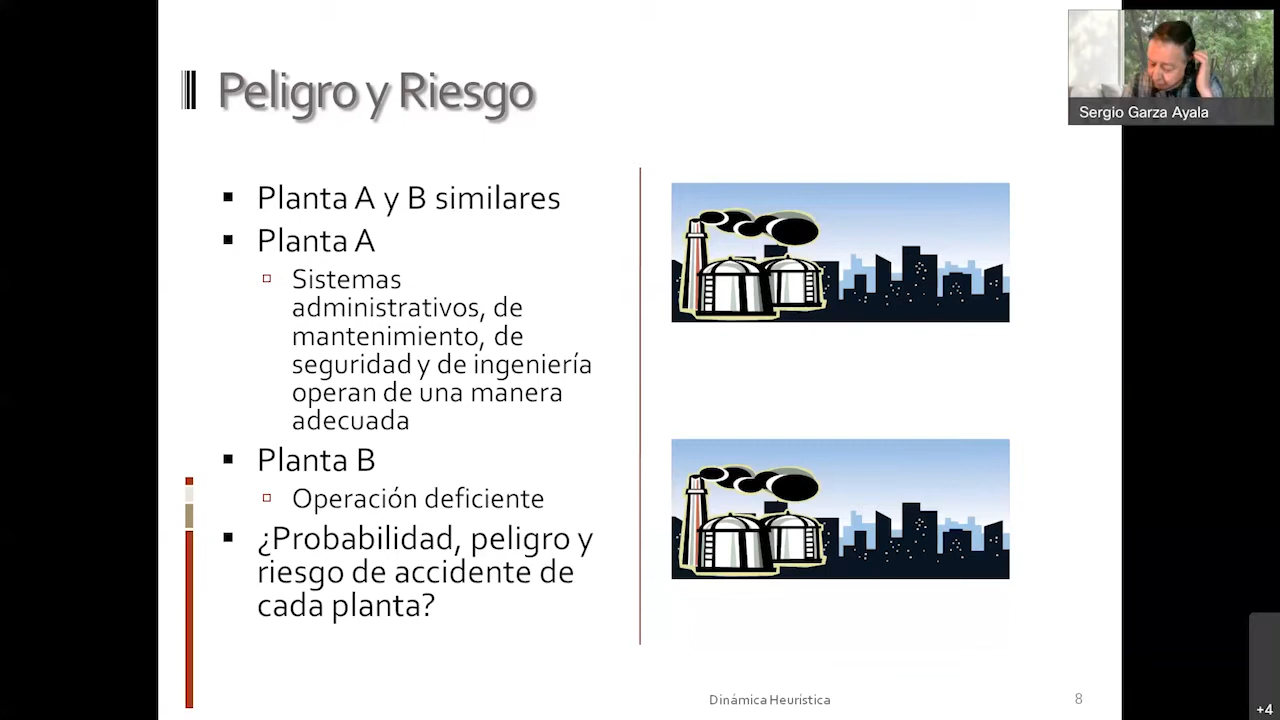 Peligro y Riesgo
Sergio Garza Ayala
Planta A y B similares
Planta A
Sistemas
administrativos, de
mantenimiento, de
seguridad y de ingeniería
operan de una manera
adecuada
Planta B
Operación deficiente
¿Probabilidad, peligro y
riesgo de accidente de
cada planta?
Dinámica Heurística
8
+4